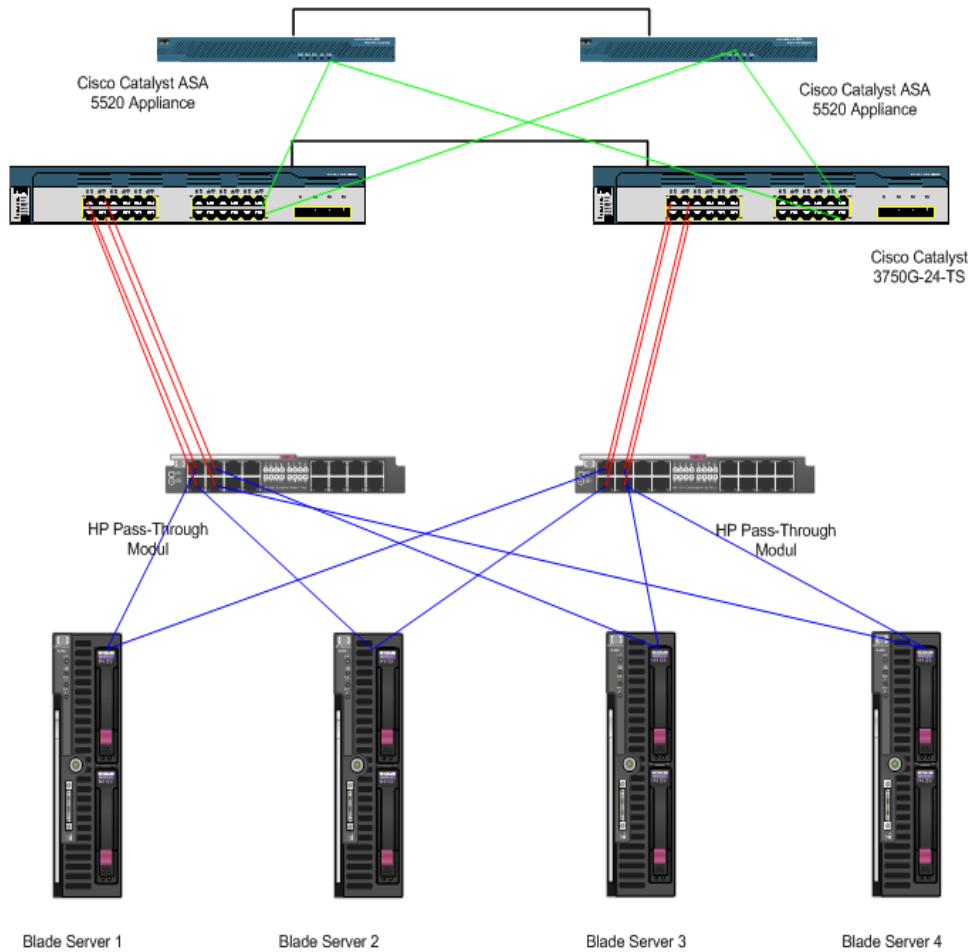 Cisco Catalyst ASA
5520 Appliance
Cisco Catalyst ASA
5520 Appliance
Cisco Catalyst
3750G-24-TS
HP Pass-Through
Modul
HP Pass-Through
Modul
Blade Server 1
Blade Server 2
Blade Server 3
Blade Server 4